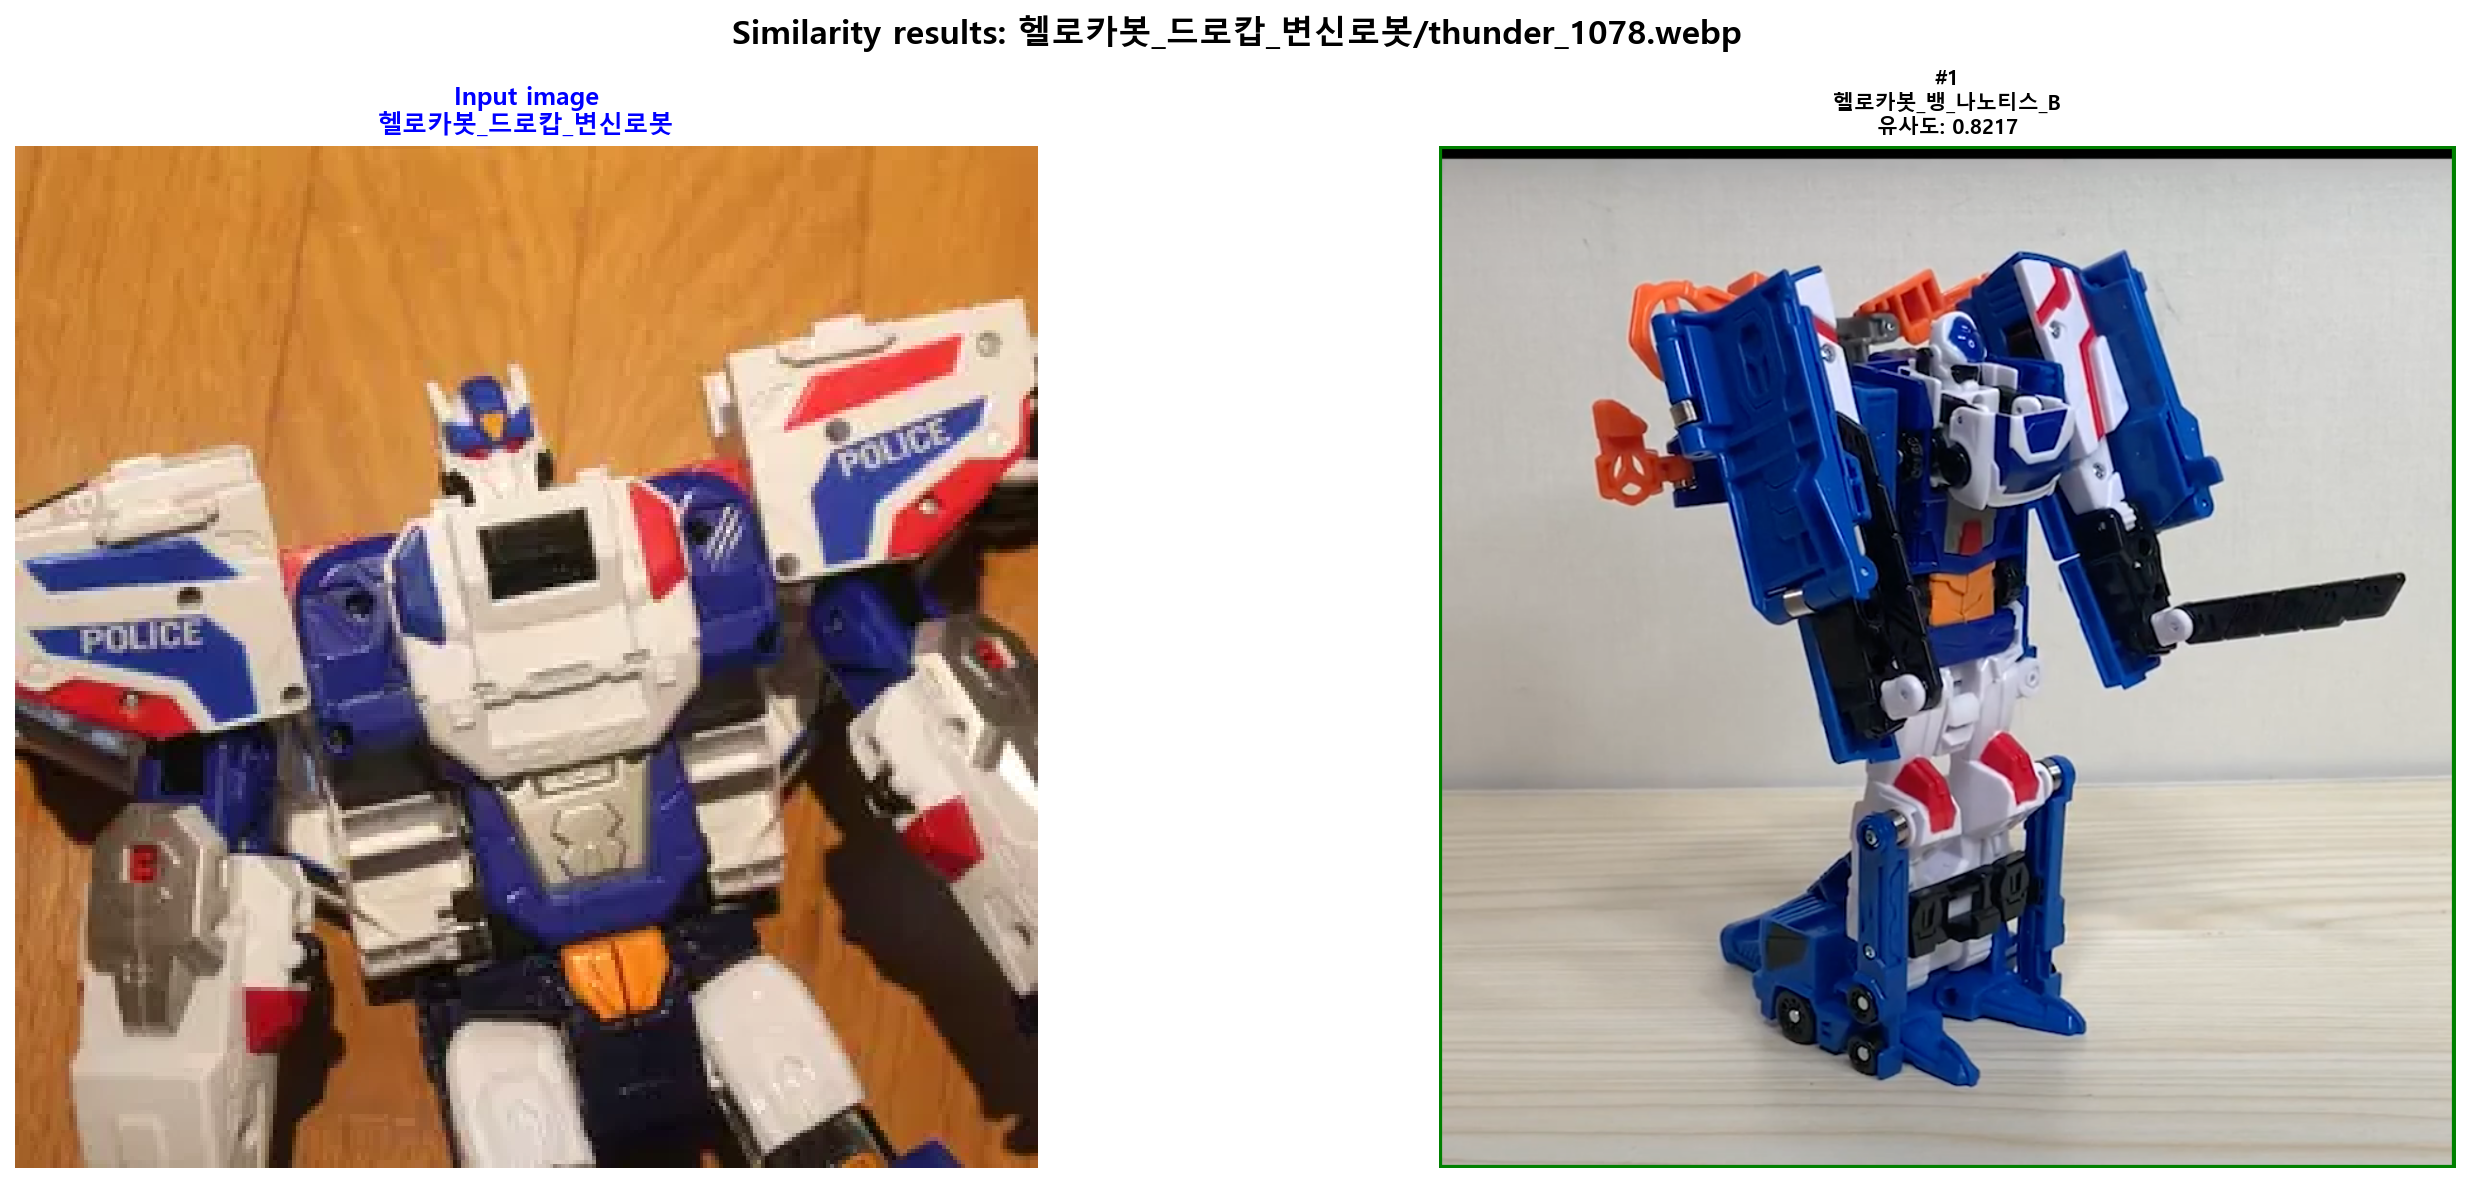 Similarity results: 헬로카봇_드로캅_변신로봇/thunder_1078.webp
Input image
헬로카봇_드로캅_변신로봇
#1
헬로카봇_뱅_나노티스_B
유사도: 0.8217
POLICE
POLICE